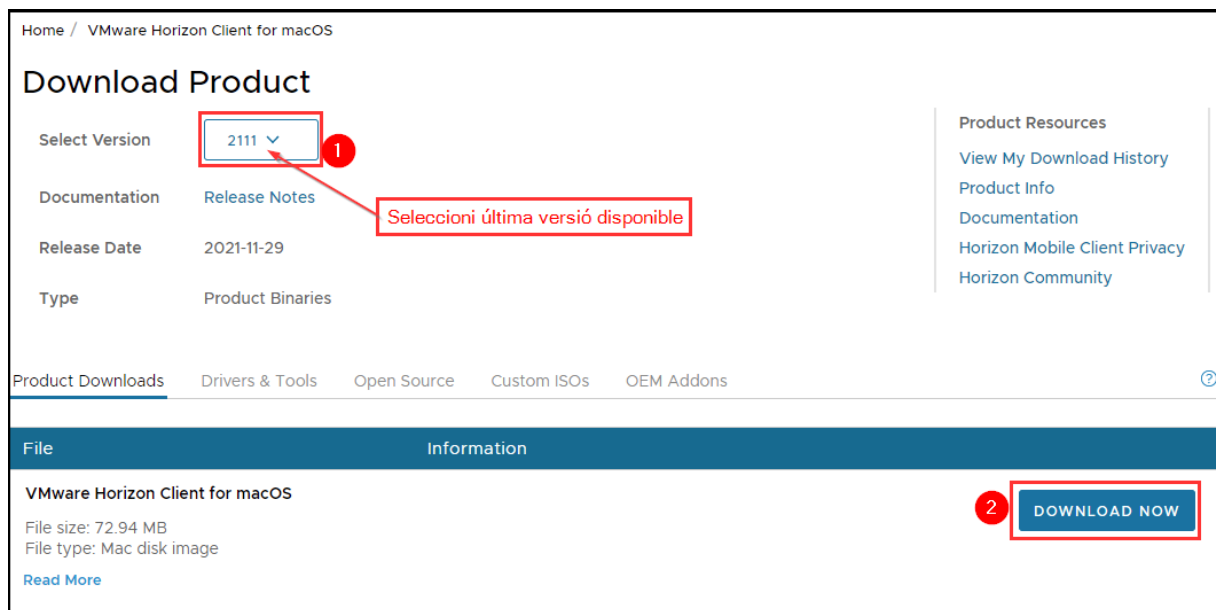 Home / VMware Horizon Client for macOS
Download Product
Select Version
2111
1
Seleccioni última versió disponible
Documentation
Release Notes
Release Date
2021-11-29
Type
Product Binaries
Product Resources
View My Download History
Product Info
Documentation
Horizon Mobile Client Privacy
Horizon Community
Product Downloads
Drivers & Tools
Open Source
Custom ISOs
OEM Addons
?
File
Information
VMware Horizon Client for macOS
File size: 72.94 MB
File type: Mac disk image
Read More
2
DOWNLOAD NOW